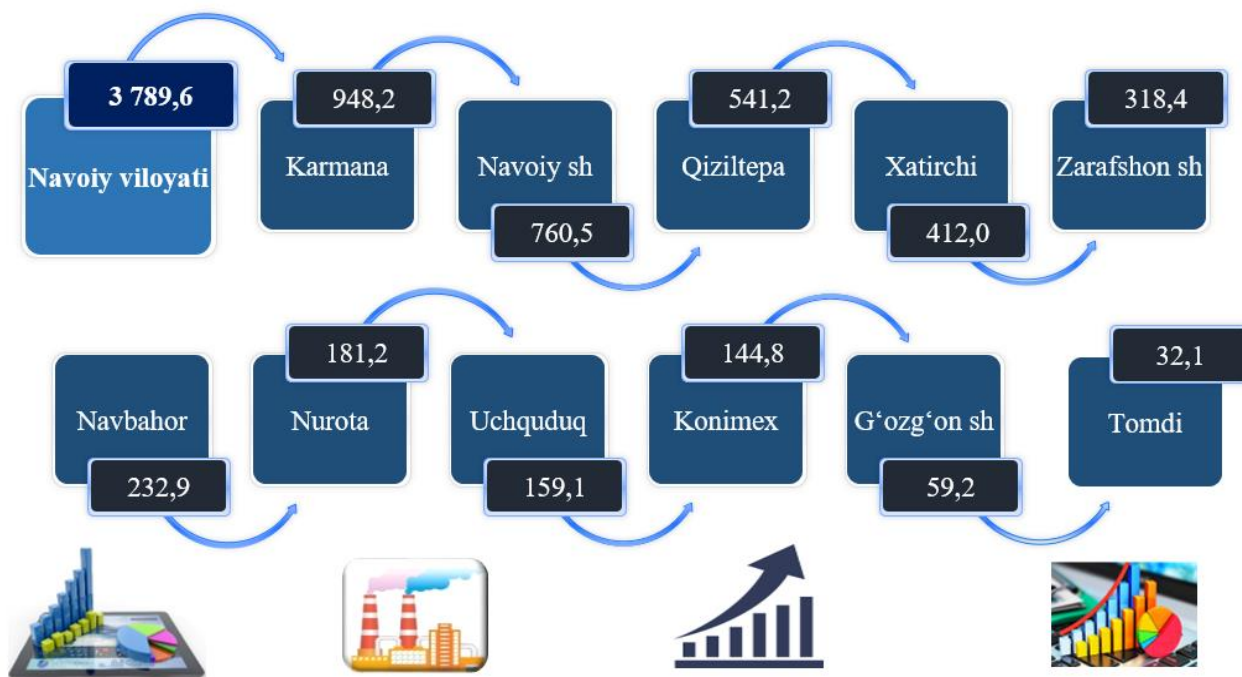 3 789,6
Navoiy viloyati
948,2
Karmana
Navoiy sh
760,5
541,2
Qiziltepa
Xatirchi
412,0
318,4
Zarafshon sh
Navbahor
232,9
181,2
Nurota
Uchquduq
159,1
144,8
Konimex
G‘ozg‘on sh
59,2
32,1
Tomdi